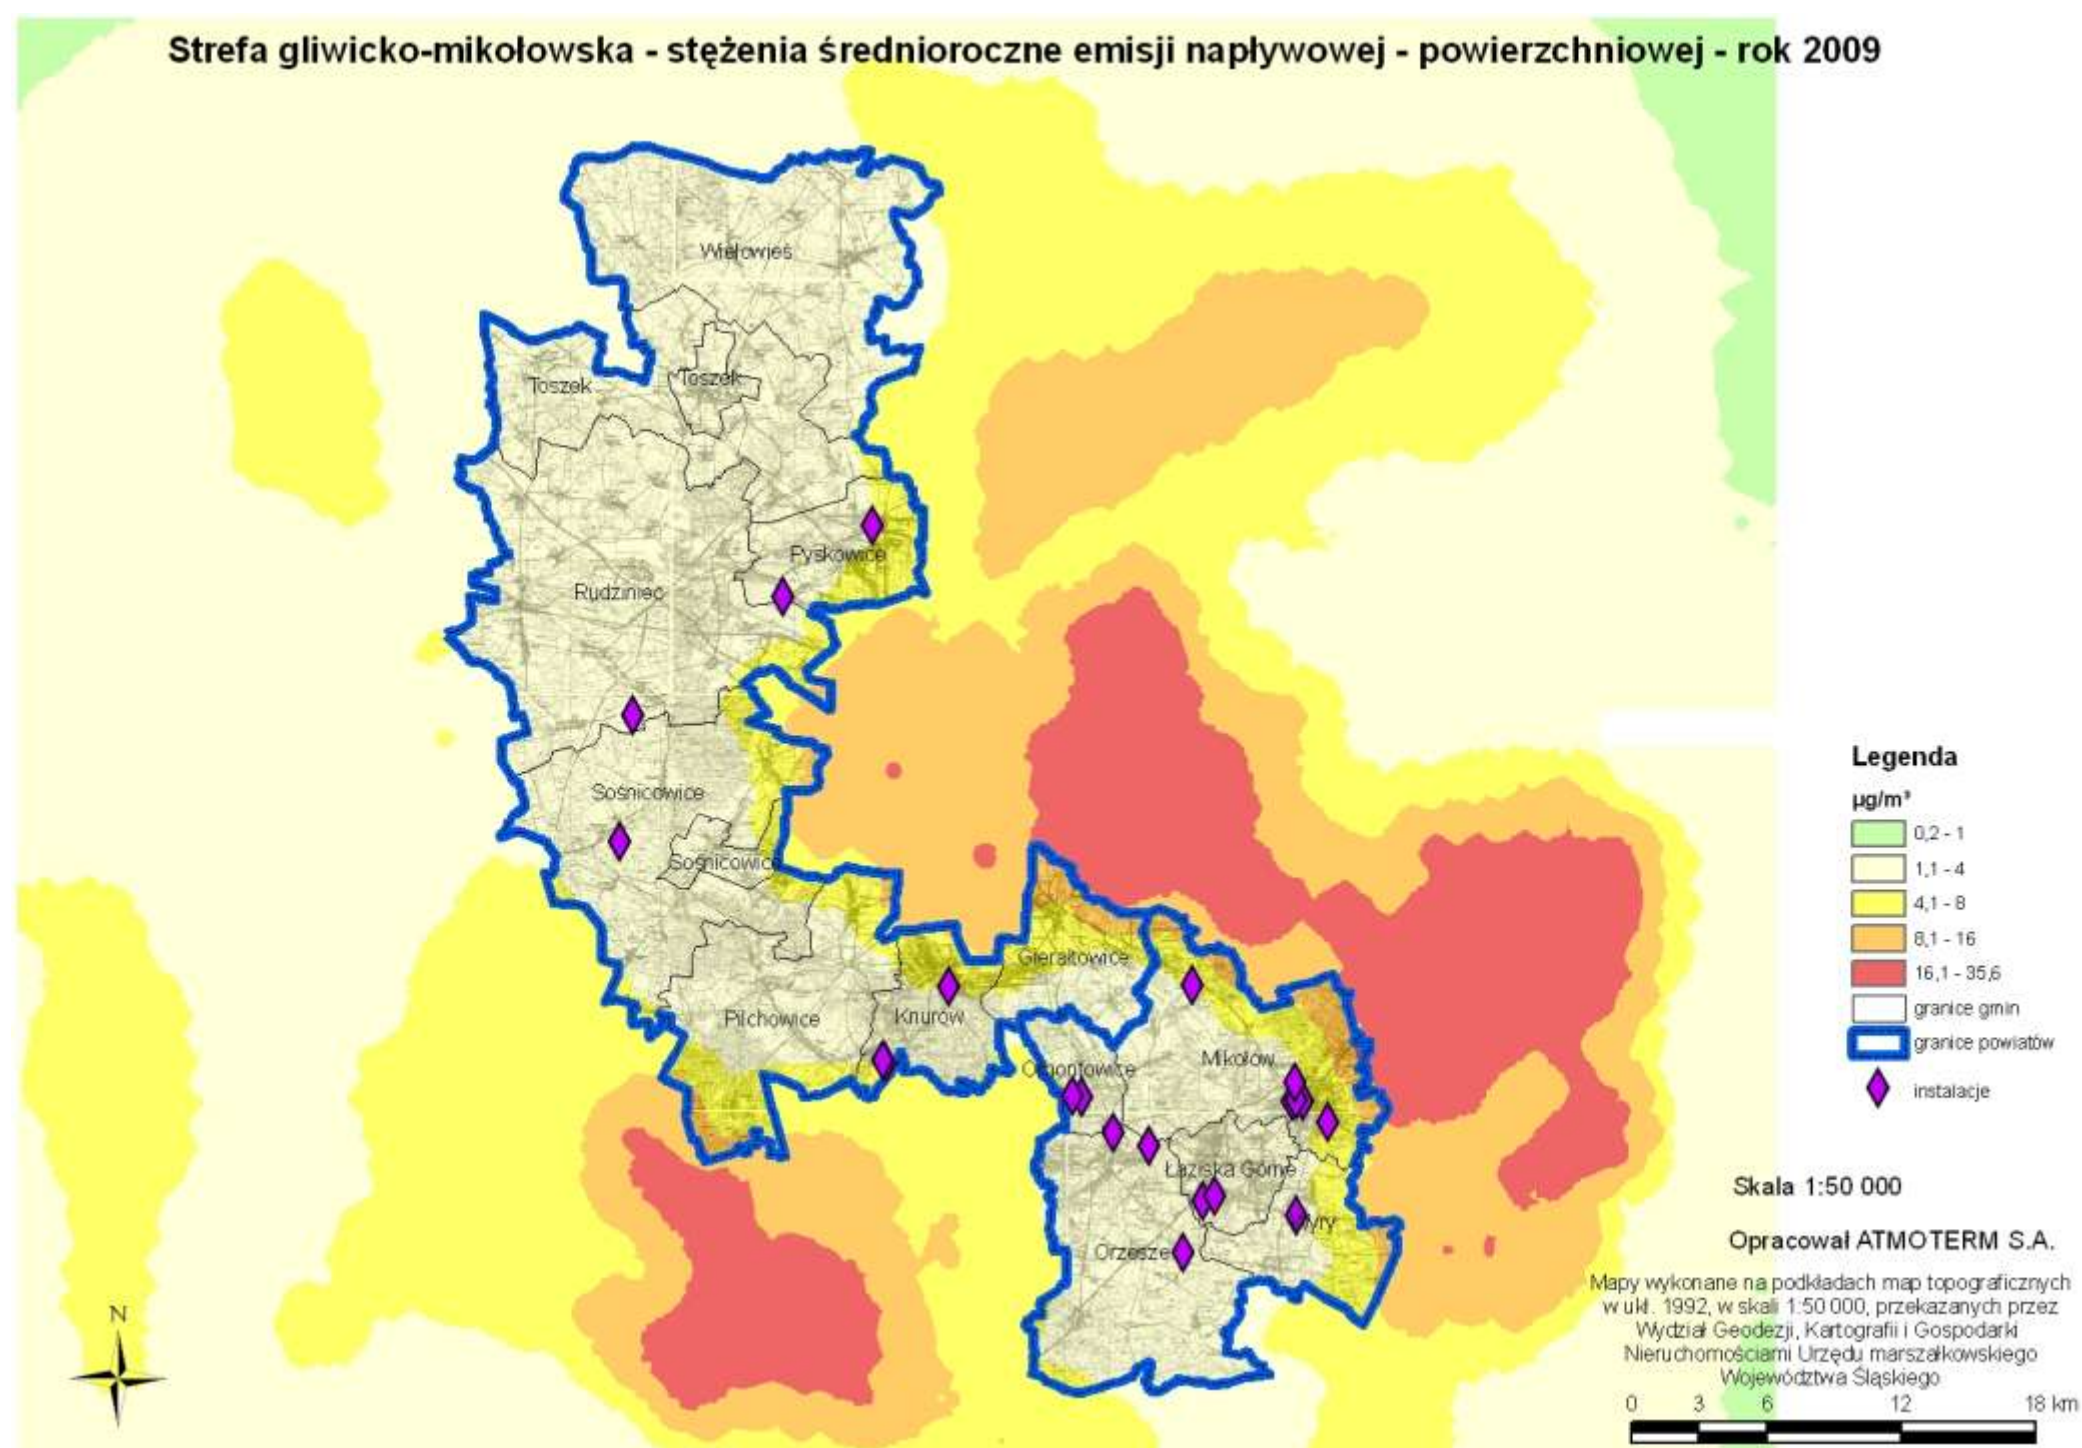 Strefa gliwicko-mikołowska - stężenia średnioroczne emisji napływowej - powierzchniowej - rok 2009
Wielowieś
Toszek
Toszek
Pyskowice
Rudziniec
Sośnicowice
Sośnicowice
Gierałtowice
Pilchowice
Knurów
Mikołów
Ornontowice
Łaziska Górne
Orzesze
Legenda
µg/m³
0,2 - 1
1,1 - 4
4,1 - 8
8,1 - 16
16,1 - 35,6
granice gmin
granice powiatów
instalacje
Skala 1:50 000
Opracował ATMOTERM S.A.
Mapy wykonane na podkładach map topograficznych
w ukł. 1992, w skali 1:50 000, przekazanych przez
Wydział Geodezji, Kartografii i Gospodarki
Nieruchomościami Urzędu marszałkowskiego
Województwa Śląskiego
N
0 3 6 12 18 km